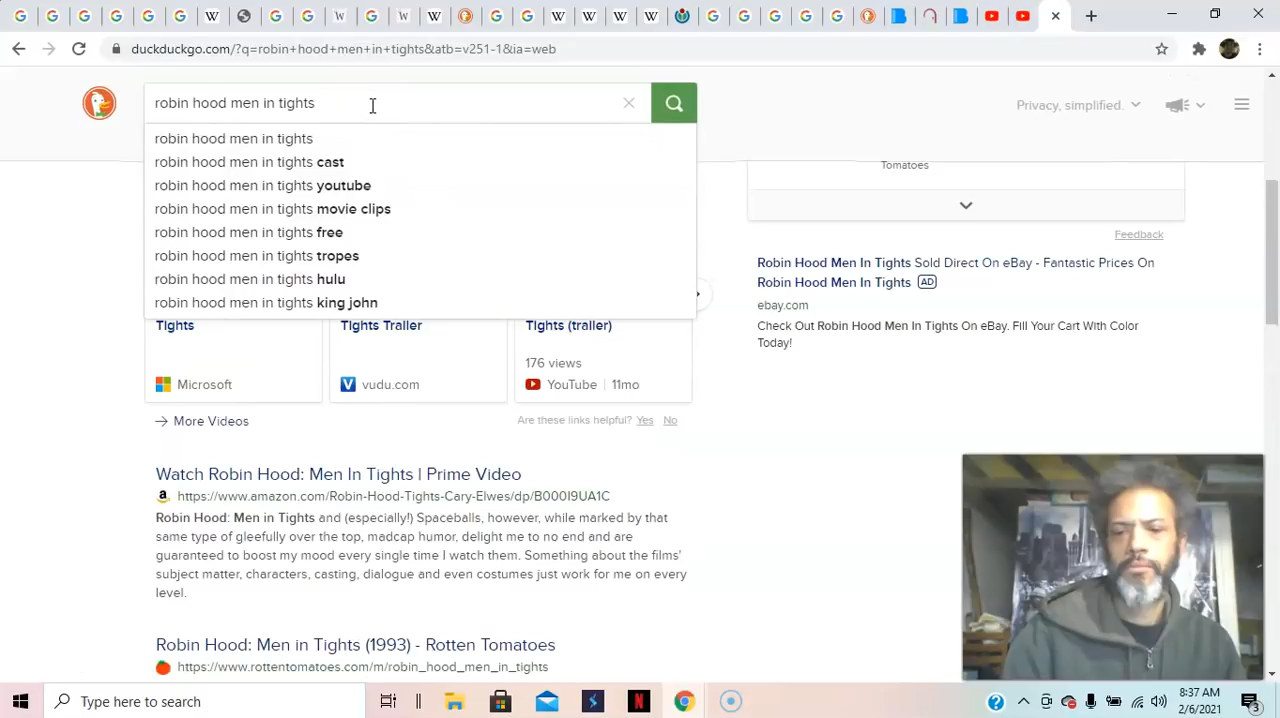 duckduckgo.com/?q=robin+hood+men+in+tights&atb=v251-1&ia=web
robin hood men in tights
Privacy, simplified.
robin hood men in tights
robin hood men in tights cast
robin hood men in tights youtube
robin hood men in tights movie clips
robin hood men in tights free
robin hood men in tights tropes
robin hood men in tights hulu
robin hood men in tights king john
Tomatoes
Feedback
Robin Hood Men In Tights Sold Direct On eBay - Fantastic Prices On
Robin Hood Men In Tights AD
ebay.com
Check Out Robin Hood Men In Tights On eBay. Fill Your Cart With Color
Today!
Tights
Microsoft
Tights Trailer
vudu.com
Tights (trailer)
176 views
YouTube 11mo
More Videos
Are these links helpful? Yes No
Watch Robin Hood: Men In Tights | Prime Video
https://www.amazon.com/Robin-Hood-Tights-Cary-Elwes/dp/B000I9UA1C
Robin Hood: Men in Tights and (especially!) Spaceballs, however, while marked by that
same type of gleefully over the top, madcap humor, delight me to no end and are
guaranteed to boost my mood every single time I watch them. Something about the films'
subject matter, characters, casting, dialogue and even costumes just work for me on every
level.
Robin Hood: Men in Tights (1993) - Rotten Tomatoes
https://www.rottentomatoes.com/m/robin_hood_men_in_tights
Type here to search
8:37 AM
2/6/2021
3